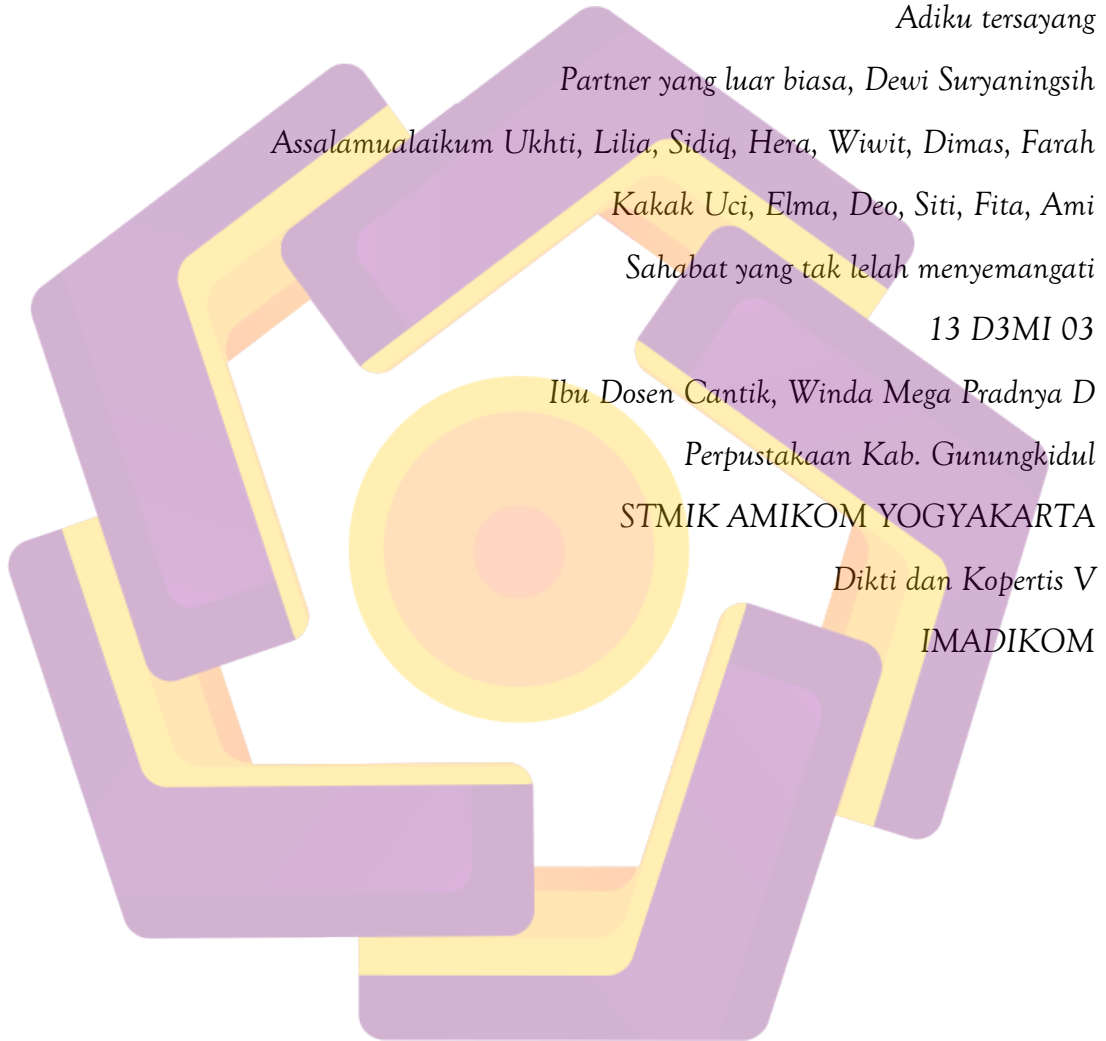 Adiku tersayang
Partner yang luar biasa, Dewi Suryaningsih
Assalamualaikum Ukhti, Lilia, Sidiq, Hera, Wiwit, Dimas, Farah
Kakak Uci, Elma, Deo, Siti, Fita, Ami
Sahabat yang tak lelah menyemangati
13 D3MI 03
Ibu Dosen Cantik, Winda Mega Pradnya D
Perpustakaan Kab. Gunungkidul
STMIK AMIKOM YOGYAKARTA
Dikti dan Kopertis V
IMADIKOM